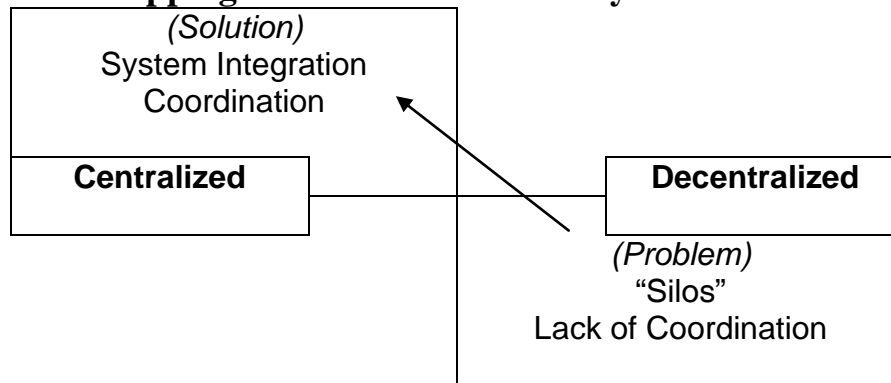 (Solution)
System Integration
Coordination
Centralized
Decentralized
(Problem)
“Silos”
Lack of Coordination